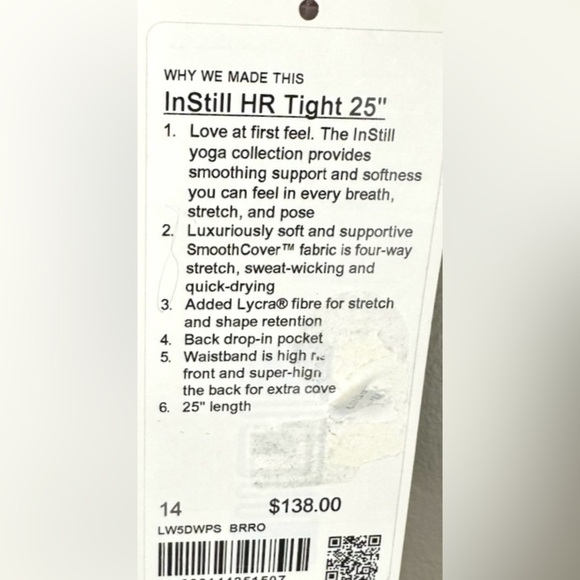 WHY WE MADE THIS
InStill HR Tight 25"
1. Love at first feel. The InStill
yoga collection provides
smoothing support and softness
you can feel in every breath,
stretch, and pose
2. Luxuriously soft and supportive
SmoothCover™ fabric is four-way
stretch, sweat-wicking and
quick-drying
3. Added Lycra® fibre for stretch
and shape retention
4. Back drop-in pocket
5. Waistband is high
front and super-high
the back for extra cove
6. 25" length
14 $138.00
LW5DWPS BRRO